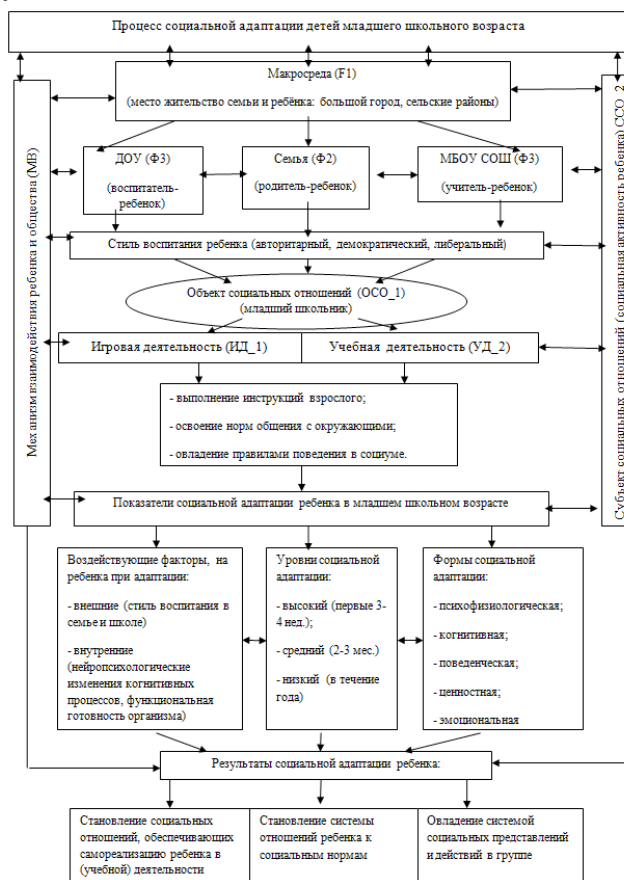 Процесс социальной адаптации детей младшего школьного возраста
Макросреда (F1)
(место жительство семьи и ребёнка: большой город, сельские районы)
Механизм взаимодействия ребенка и общества (МВ)
Субъект социальных отношений (социальная активность ребенка) ССО_2
ДОУ (Ф3)
(воспитатель-
ребенок)
Семья (Ф2)
(родитель-ребенок)
МБОУ СОШ (Ф3)
(учитель-ребенок)
Стиль воспитания ребенка (авторитарный, демократический, либеральный)
Объект социальных отношений (ОСО_1)
(младший школьник)
Игровая деятельность (ИД_1)
Учебная деятельность (УД_2)
- выполнение инструкций взрослого;
- освоение норм общения с окружающими;
- овладение правилами поведения в социуме.
Показатели социальной адаптации ребенка в младшем школьном возрасте
Воздействующие факторы, на
ребенка при адаптации:
- внешние (стиль воспитания в
семье и школе)
- внутренние
(нейропсихологические
изменения когнитивных
процессов, функциональная
готовность организма)
Уровни социальной
адаптации:
- высокий (первые 3-
4 нед.);
- средний (2-3 мес.)
- низкий (в течение
года)
Формы социальной
адаптации:
- психофизиологическая;
- когнитивная;
- поведенческая;
- ценностная;
- эмоциональная
Результаты социальной адаптации ребенка:
Становление социальных
отношений, обеспечивающих
самореализацию ребенка в
(учебной) деятельности
Становление системы
отношений ребенка к
социальным нормам
Овладение системой
социальных представлений
и действий в группе